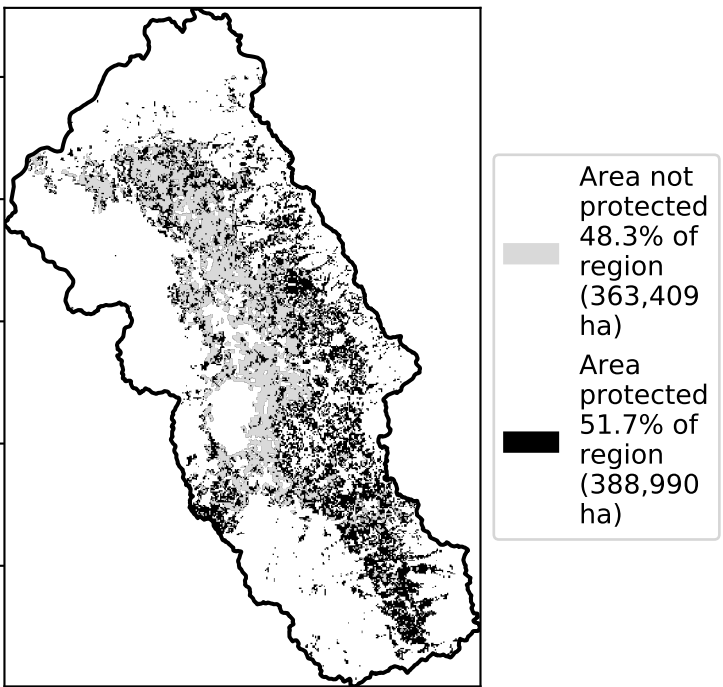 Area not
protected
48.3% of
region
(363,409
ha)
Area
protected
51.7% of
region
(388,990
ha)